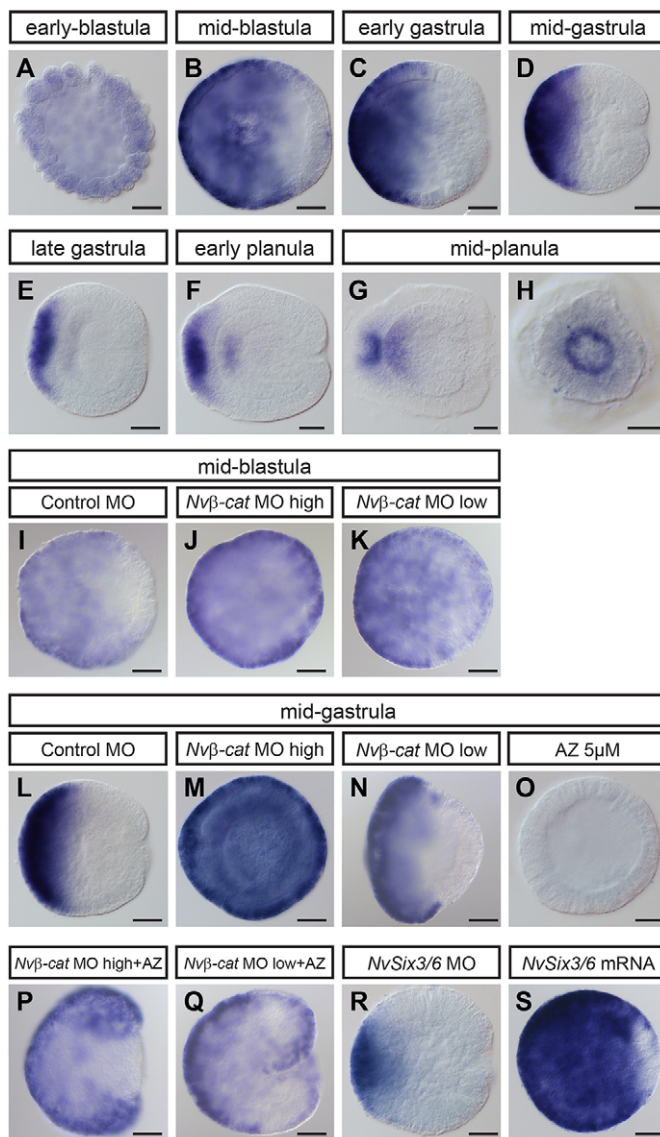 early-blastula mid-blastula early gastrula mid-gastrula
A B C D
late gastrula early planula mid-planula
E F G H
mid-blastula
Control MO Nvβ-cat MO high Nvβ-cat MO low
I J K
mid-gastrula
Control MO Nvβ-cat MO high Nvβ-cat MO low AZ 5μM
L M N O
Nvβ-cat MO high+AZ Nvβ-cat MO low+AZ NvSix3/6 MO NvSix3/6 mRNA
P Q R S